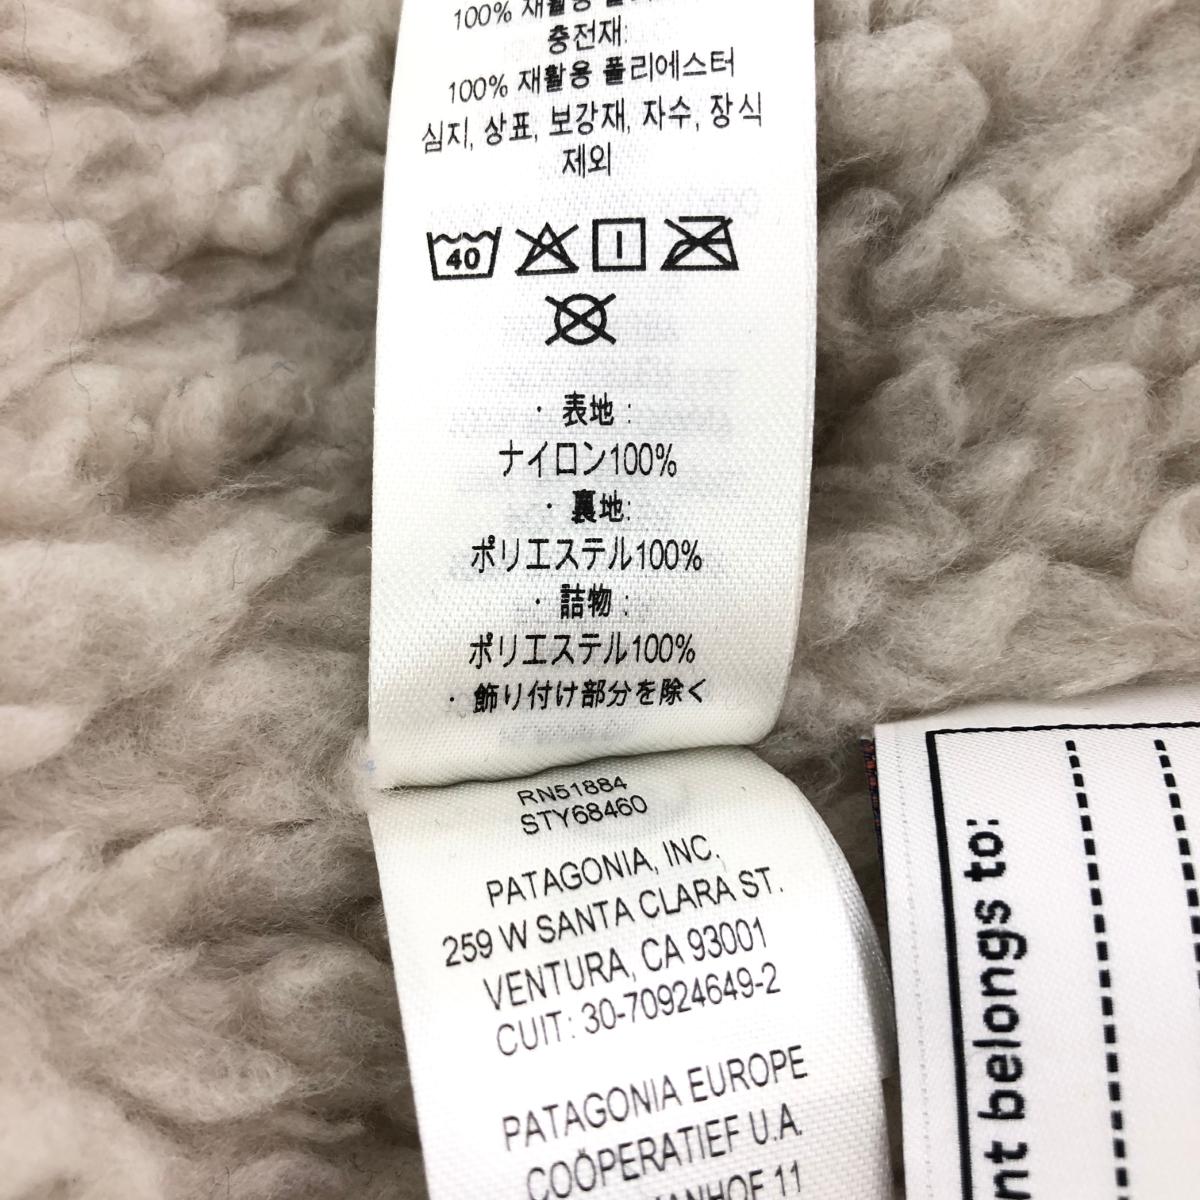 100% 재활용
충전재:
100% 재활용 폴리에스터
심지, 상표, 보강재, 자수, 장식
제외
40
・表地：
ナイロン100%
・裏地:
ポリエステル100%
・詰物：
ポリエステル100%
・飾り付け部分を除く
RN51884
STY68460
PATAGONIA, INC.
259 W SANTA CLARA ST.
VENTURA, CA 93001
CUIT: 30-70924649-2
PATAGONIA EUROPE
COÖPERATIEF U.A.
11
belongs to: